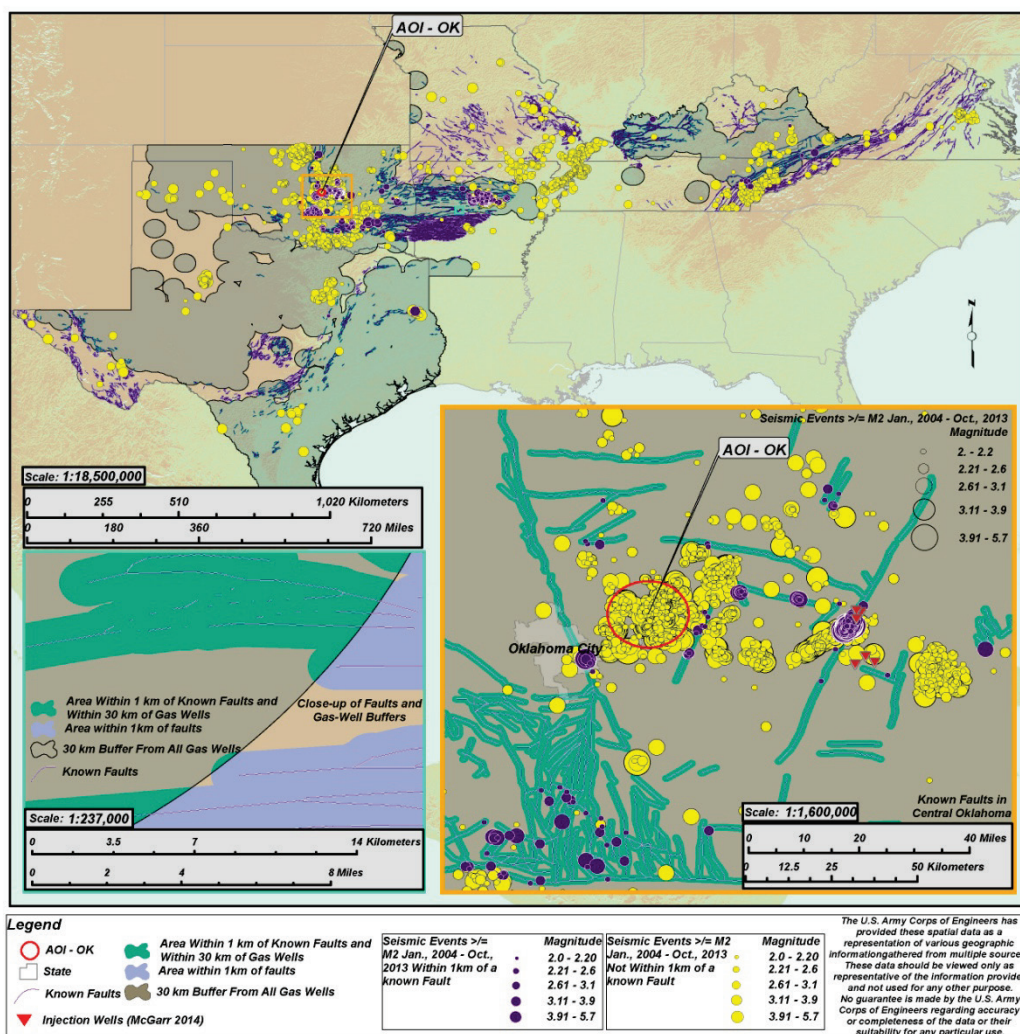 AOI - OK
N
Scale: 1:18,500,000
0 255 510 1,020 Kilometers
0 180 360 720 Miles
Area Within 1 km of Known Faults and
Within 30 km of Gas Wells
Area within 1km of faults
30 km Buffer From All Gas Wells
Known Faults
Close-up of Faults and
Gas-Well Buffers
Scale: 1:237,000
0 3.5 7 14 Kilometers
0 2 4 8 Miles
Seismic Events >/= M2 Jan., 2004 - Oct., 2013
Magnitude
2. - 2.2
2.21 - 2.6
2.61 - 3.1
3.11 - 3.9
3.91 - 5.7
AOI - OK
Oklahoma City
Known Faults in
Central Oklahoma
Scale: 1:1,600,000
0 10 20 40 Miles
0 12.5 25 50 Kilometers
Legend
AOI - OK
State
Known Faults
Injection Wells (McGarr 2014)
Area Within 1 km of Known Faults and
Within 30 km of Gas Wells
Area within 1km of faults
30 km Buffer From All Gas Wells
Seismic Events >/=
M2 Jan., 2004 - Oct.,
2013 Within 1km of a
known Fault
Magnitude
2.0 - 2.20
2.21 - 2.6
2.61 - 3.1
3.11 - 3.9
3.91 - 5.7
Seismic Events >/= M2
Jan., 2004 - Oct., 2013
Not Within 1km of a
known Fault
Magnitude
2.0 - 2.20
2.21 - 2.6
2.61 - 3.1
3.11 - 3.9
3.91 - 5.7
The U.S. Army Corps of Engineers has
provided these spatial data as a
representation of various geographic
informationgathered from multiple source
These data should be viewed only as
representative of the information provide
and not used for any other purpose.
No guarantee is made by the U.S. Army
Corps of Engineers regarding accuracy
or completeness of the data or their
suitability for any particular use.